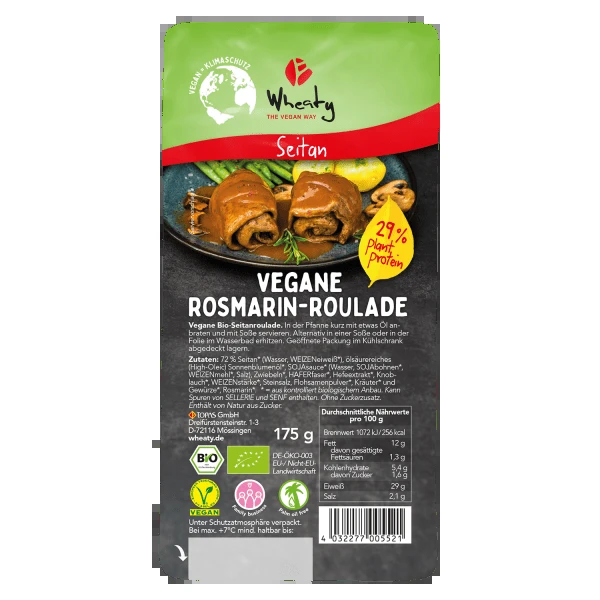 VEGAN = KLIMASCHUTZ
Wheaty
THE VEGAN WAY
Seitan
29%
plant
protein
VEGANE
ROSMARIN-ROULADE
Vegane Bio-Seitanroulade. In der Pfanne kurz mit etwas Öl an-
braten und mit Soße servieren. Alternativ in einer Soße oder in der
Folie im Wasserbad erhitzen. Geöffnete Packung im Kühlschrank
abgedeckt lagern.
Zutaten: 72 % Seitan* (Wasser, WEIZENeiweiß*), ölsäurereiches
(High-Oleic) Sonnenblumenöl*, SOJAsauce* (Wasser, SOJAbohnen*,
WEIZENmehl*, Salz), Zwiebeln*, HAFERfaser*, Hefeextrakt*, Knob-
lauch*, WEIZENstärke*, Steinsalz, Flohsamenpulver*, Kräuter* und
Gewürze*, Rosmarin*. * = aus kontrolliert biologischem Anbau. Kann
Spuren von SELLERIE und SENF enthalten. Ohne Zuckerzusatz.
Enthält von Natur aus Zucker.
TOPAS GmbH
Dreifürstensteinstr. 1-3
D-72116 Mössingen
wheaty.de
175 g
Durchschnittliche Nährwerte
pro 100 g
Brennwert 1072 kJ / 256 kcal
Fett 12 g
davon gesättigte
Fettsäuren 1,3 g
Kohlenhydrate 5,4 g
davon Zucker 1,6 g
Eiweiß 29 g
Salz 2,1 g
BIO
DE-ÖKO-003
EU-/ Nicht-EU-
Landwirtschaft
VEGAN
Family business
Palm oil free
Unter Schutzatmosphäre verpackt.
Bei max. +7°C mind. haltbar bis:
4 032277 005521